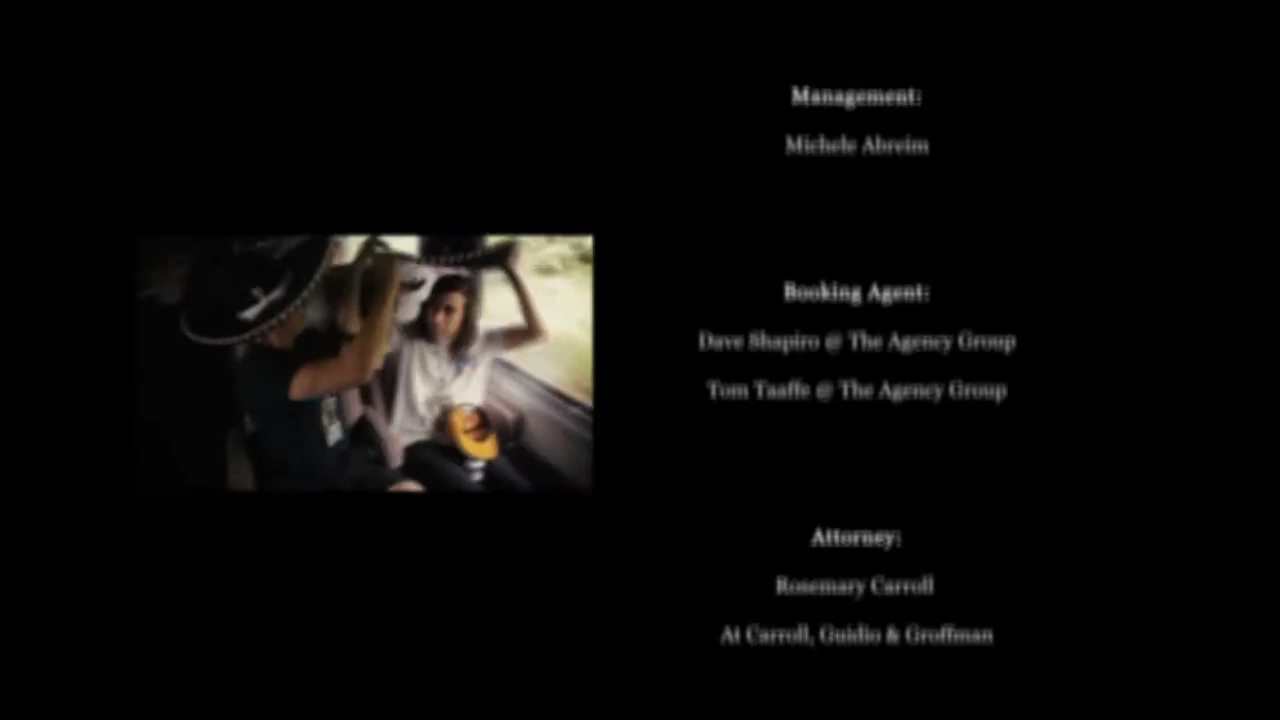 Management:
Michele Abreim
Booking Agent:
Dave Shapiro @ The Agency Group
Tom Taaffe @ The Agency Group
Attorney:
Rosemary Carroll
At Carroll, Guidio & Groffman